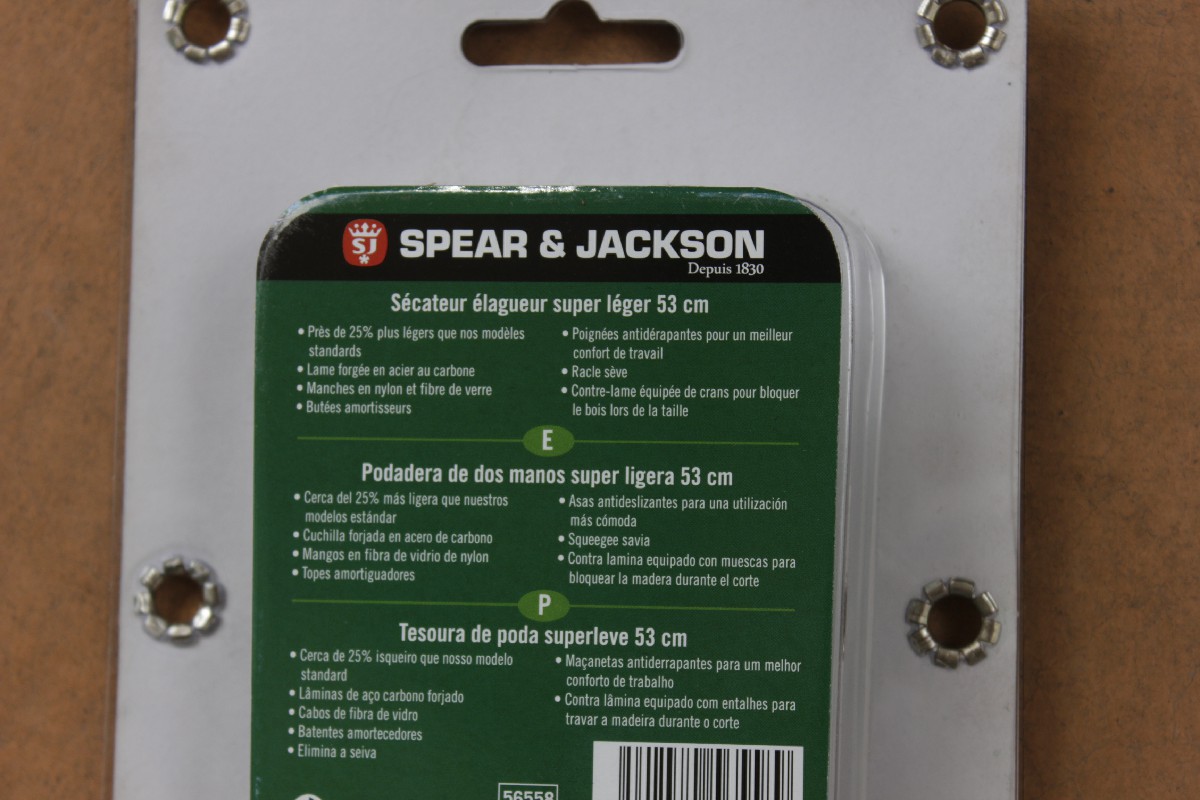 SJ
SPEAR & JACKSON
Depuis 1830
Sécateur élagueur super léger 53 cm
• Près de 25% plus légers que nos modèles
standards
• Lame forgée en acier au carbone
• Manches en nylon et fibre de verre
• Butées amortisseurs
• Poignées antidérapantes pour un meilleur
confort de travail
• Racle sève
• Contre-lame équipée de crans pour bloquer
le bois lors de la taille
E
Podadera de dos manos super ligera 53 cm
• Cerca del 25% más ligera que nuestros
modelos estándar
• Cuchilla forjada en acero de carbono
• Mangos en fibra de vidrio de nylon
• Topes amortiguadores
• Asas antideslizantes para una utilización
más cómoda
• Squeegee savia
• Contra lamina equipado con muescas para
bloquear la madera durante el corte
P
Tesoura de poda superleve 53 cm
• Cerca de 25% isqueiro que nosso modelo
standard
• Lâminas de aço carbono forjado
• Cabos de fibra de vidro
• Batentes amortecedores
• Elimina a seiva
• Maçanetas antiderrapantes para um melhor
conforto de trabalho
• Contra lâmina equipado com entalhes para
travar a madeira durante o corte
56558